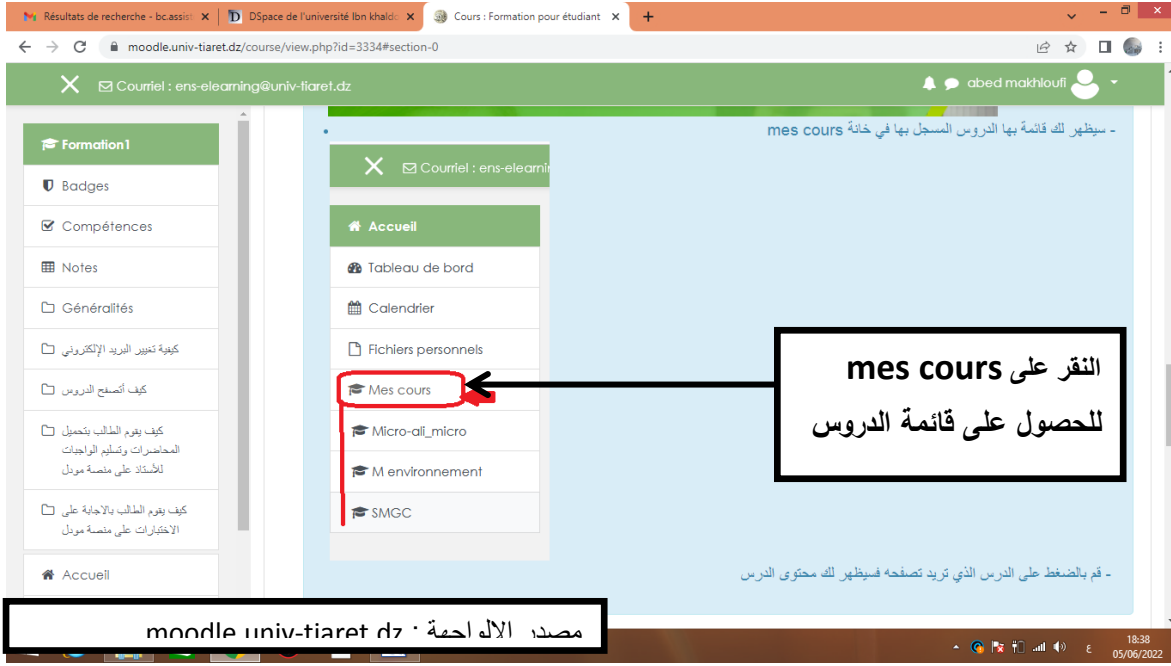 Résultats de recherche - bc.assist
DSpace de l'université Ibn khaldo
Cours : Formation pour étudiant
moodle.univ-tiaret.dz/course/view.php?id=3334#section-0
Courriel : ens-elearning@univ-tiaret.dz
abed makhloufi
Formation1
Badges
Compétences
Notes
Généralités
كيفية تغيير البريد الإلكتروني
كيف أتصفح الدروس
كيف يقوم الطالب بتحميل
المحاضرات وتسليم الواجبات
للأستاذ على منصة مودل
كيف يقوم الطالب بالاجابة على
الاختبارات على منصة مودل
Accueil
- سيظهر لك قائمة بها الدروس المسجل بها في خانة mes cours
Courriel : ens-elearni
Accueil
Tableau de bord
Calendrier
Fichiers personnels
Mes cours
Micro-ali_micro
M environnement
SMGC
النقر على mes cours
للحصول على قائمة الدروس
- قم بالضغط على الدرس الذي تريد تصفحه فسيظهر لك محتوى الدرس
مصدر الالواجهة : moodle.univ-tiaret.dz
18:38
05/06/2022